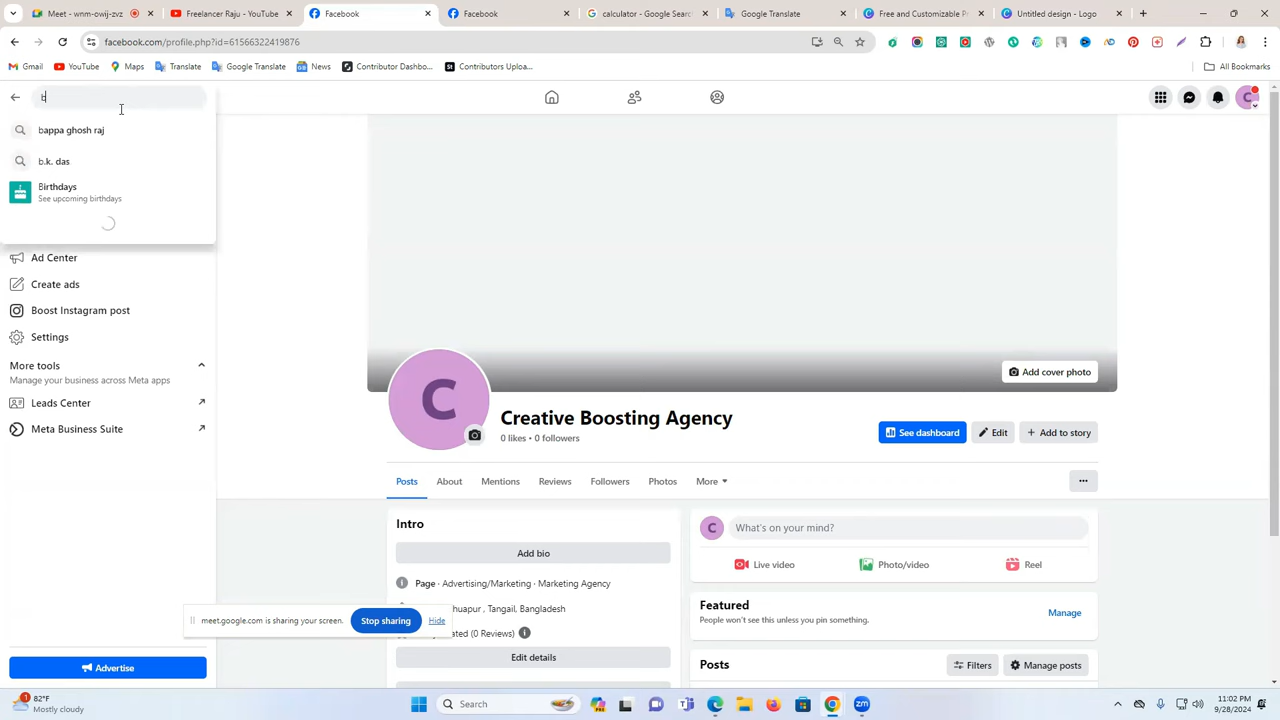 Meet - wnm-owij-zvz
Freelancer Raju - YouTube
Facebook
Facebook
calculator - Google Sear
Google Translate
Free and Customizable Pr
Untitled design - Logo
facebook.com/profile.php?id=61566322419876
Gmail
YouTube
Maps
Translate
Google Translate
News
Contributor Dashbo...
Contributors Uploa...
All Bookmarks
b
C
bappa ghosh raj
b.k. das
Birthdays
See upcoming birthdays
Ad Center
Create ads
Boost Instagram post
Settings
More tools
Manage your business across Meta apps
Leads Center
Meta Business Suite
Advertise
Add cover photo
C
Creative Boosting Agency
0 likes • 0 followers
See dashboard
Edit
+ Add to story
Posts
About
Mentions
Reviews
Followers
Photos
More
Intro
Add bio
Page · Advertising/Marketing · Marketing Agency
huapur , Tangail, Bangladesh
ated (0 Reviews)
Edit details
C
What's on your mind?
Live video
Photo/video
Reel
Featured
People won't see this unless you pin something.
Manage
Posts
Filters
Manage posts
meet.google.com is sharing your screen.
Stop sharing
Hide
1
82°F
Mostly cloudy
Search
zm
11:02 PM
9/28/2024